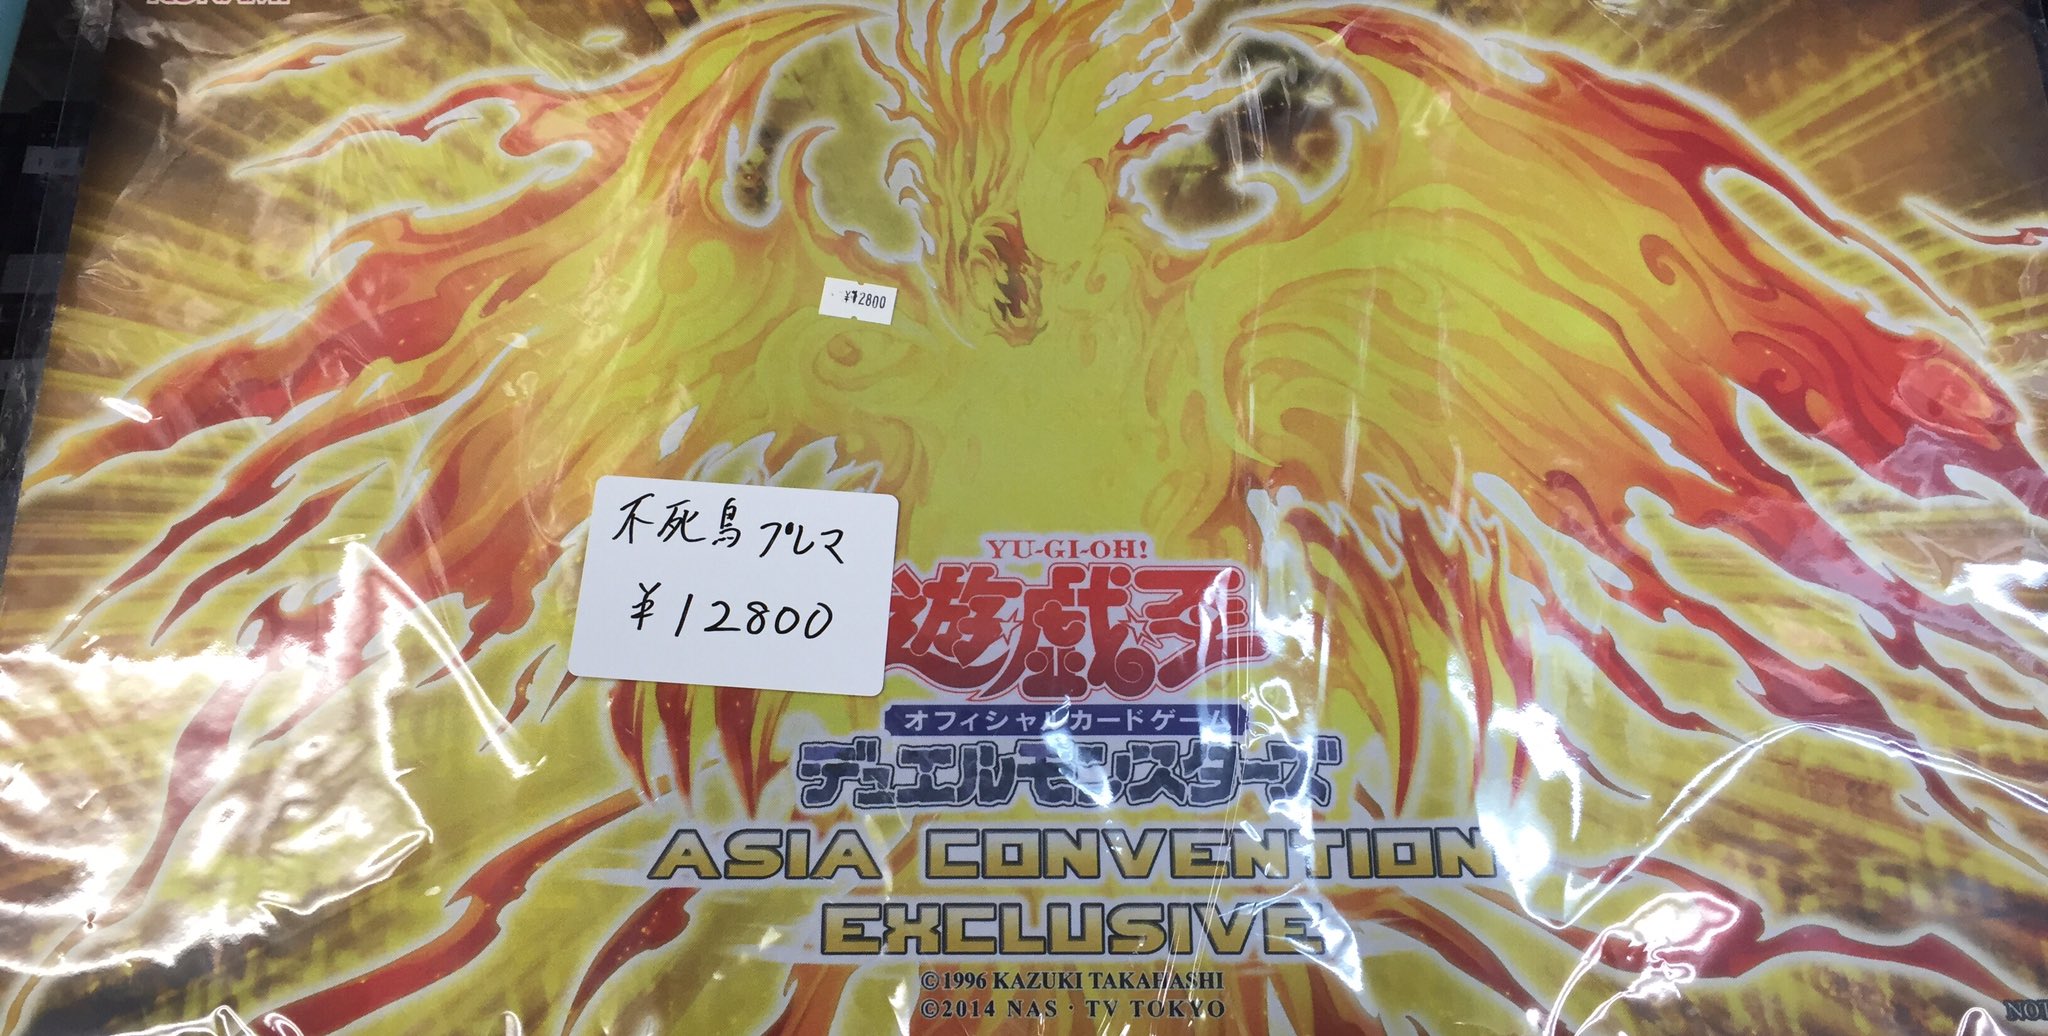 KONAMI
¥12800
不死鳥プレマ
¥12800
YU-GI-OH!
遊戯王
オフィシャルカードゲーム
デュエルモンスターズ
ASIA CONVENTION
EXCLUSIVE
©1996 KAZUKI TAKAHASHI
©2014 NAS・TV TOKYO